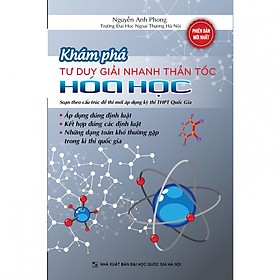 Nguyễn Anh Phong
Trường Đại Học Ngoại Thương Hà Nội
PHIÊN BẢN
MỚI NHẤT
Khám phá
TƯ DUY GIẢI NHANH THẦN TỐC
HÓA HỌC
Soạn theo cấu trúc đề thi mới áp dụng kỳ thi THPT Quốc Gia
• Áp dụng đúng định luật
• Kết hợp đúng các định luật
• Những dạng toán khó thường gặp
trong kì thi quốc gia
NHÀ XUẤT BẢN ĐẠI HỌC QUỐC GIA HÀ NỘI